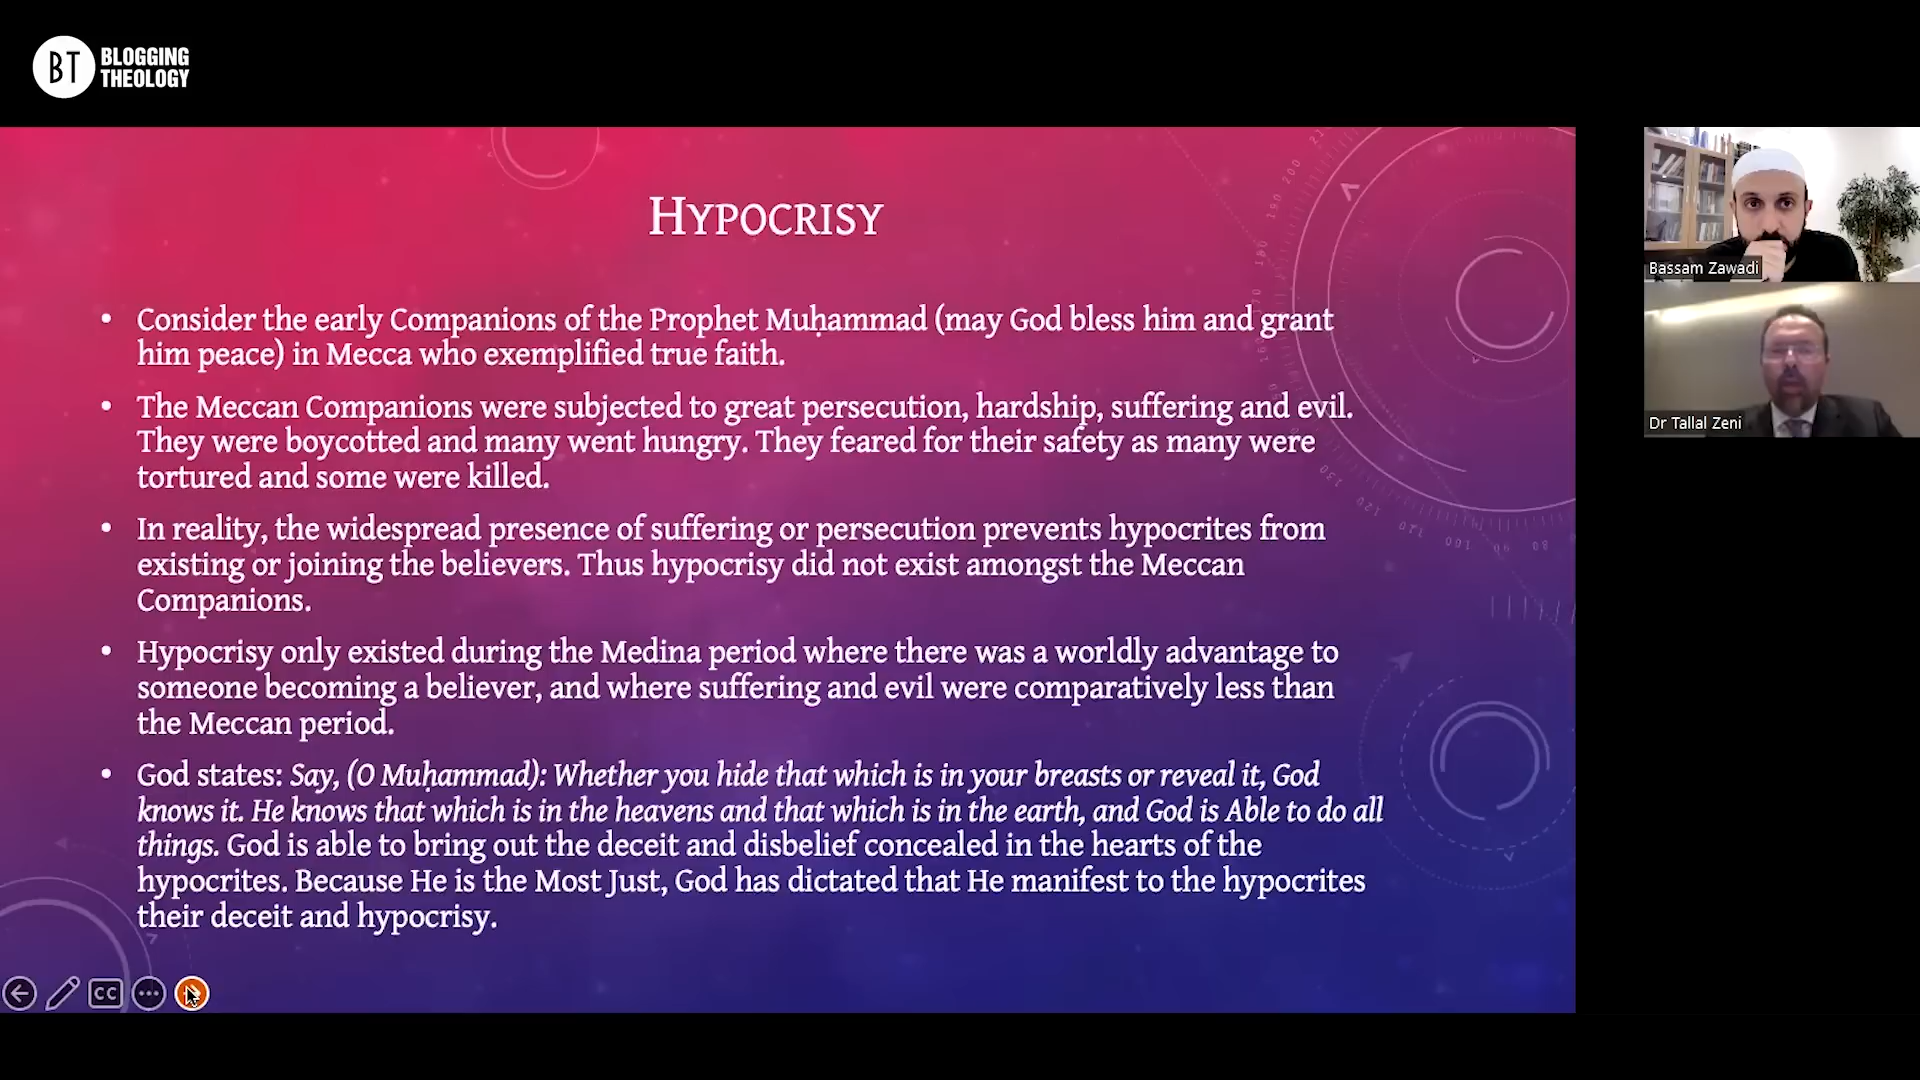 BT BLOGGING
THEOLOGY
HYPOCRISY
• Consider the early Companions of the Prophet Muḥammad (may God bless him and grant
him peace) in Mecca who exemplified true faith.
• The Meccan Companions were subjected to great persecution, hardship, suffering and evil.
They were boycotted and many went hungry. They feared for their safety as many were
tortured and some were killed.
• In reality, the widespread presence of suffering or persecution prevents hypocrites from
existing or joining the believers. Thus hypocrisy did not exist amongst the Meccan
Companions.
• Hypocrisy only existed during the Medina period where there was a worldly advantage to
someone becoming a believer, and where suffering and evil were comparatively less than
the Meccan period.
• God states: Say, (O Muḥammad): Whether you hide that which is in your breasts or reveal it, God
knows it. He knows that which is in the heavens and that which is in the earth, and God is Able to do all
things. God is able to bring out the deceit and disbelief concealed in the hearts of the
hypocrites. Because He is the Most Just, God has dictated that He manifest to the hypocrites
their deceit and hypocrisy.
CC
Bassam Zawadi
Dr Tallal Zeni